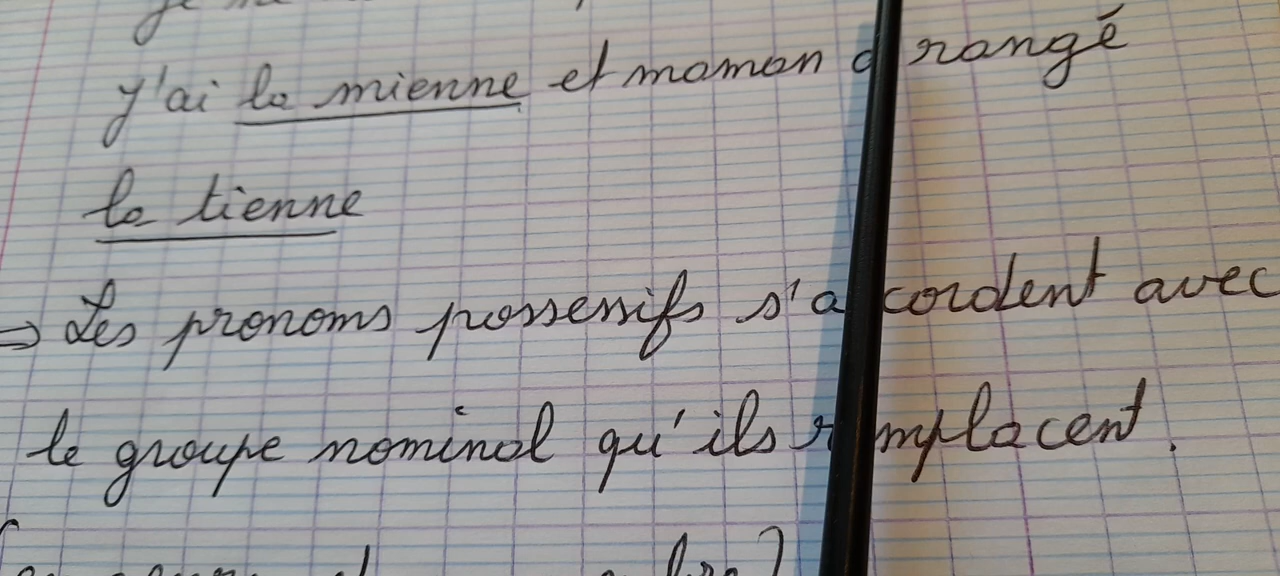 j'ai la mienne et maman a rangé
la tienne
⇒ Les pronoms possessifs s'accordent avec
le groupe nominal qu'ils remplacent.